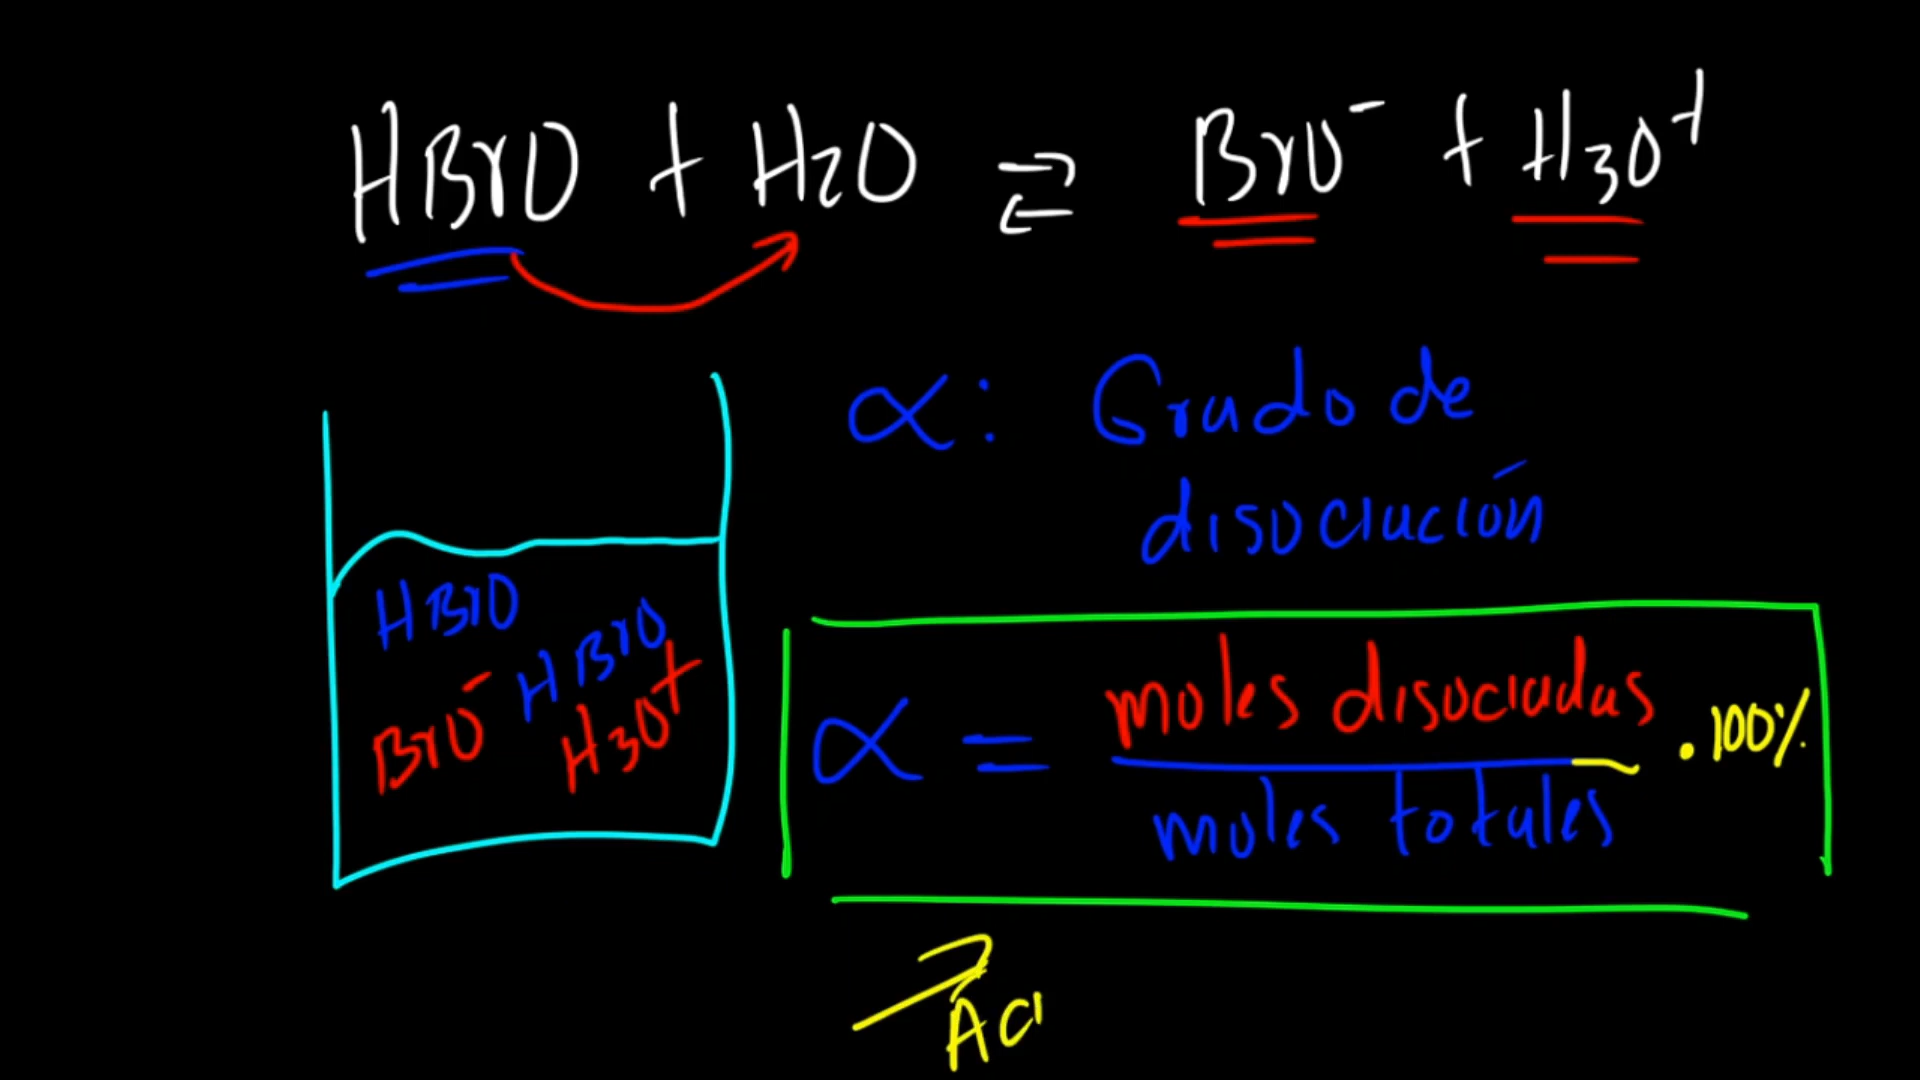 HBrO + H2O ⇄ BrO⁻ + H3O⁺
α: Grado de
disociación
HBrO
HBrO
BrO⁻
H3O⁺
α = moles disociadas / moles totales . 100%
Aci